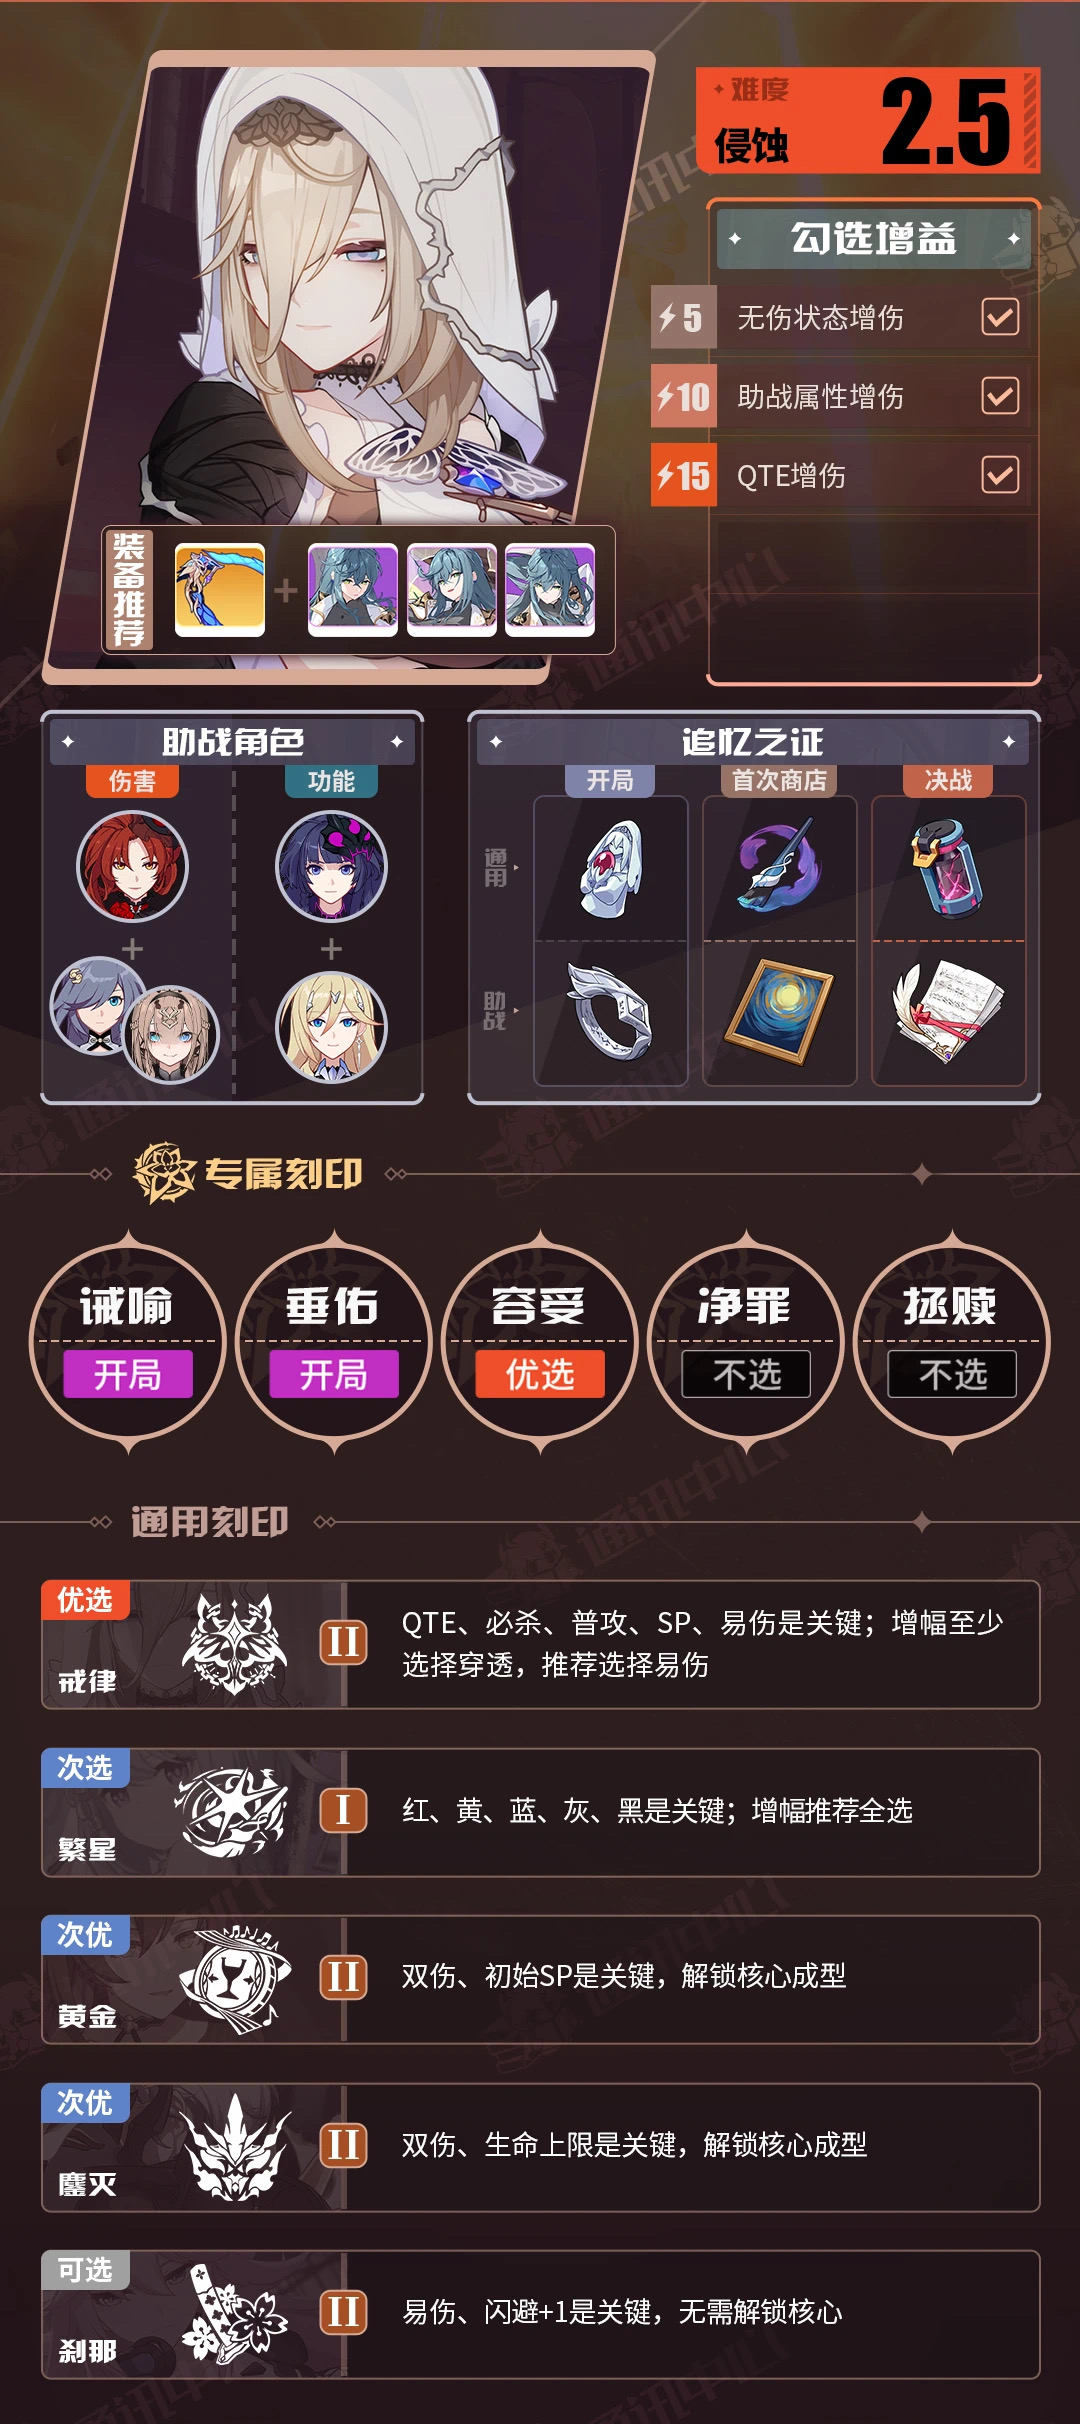 难度
侵蚀
2.5
勾选增益
5
无伤状态增伤
10
助战属性增伤
15
QTE增伤
装备推荐
助战角色
伤害
功能
追忆之证
开局
首次商店
决战
通用
助战
专属刻印
诫喻
开局
垂佑
开局
容受
优选
净罪
不选
拯赎
不选
通用刻印
优选
戒律
II
QTE、必杀、普攻、SP、易伤是关键；增幅至少
选择穿透，推荐选择易伤
次选
繁星
I
红、黄、蓝、灰、黑是关键；增幅推荐全选
次优
黄金
II
双伤、初始SP是关键，解锁核心成型
次优
鏖灭
II
双伤、生命上限是关键，解锁核心成型
可选
刹那
II
易伤、闪避+1是关键，无需解锁核心
通讯中心